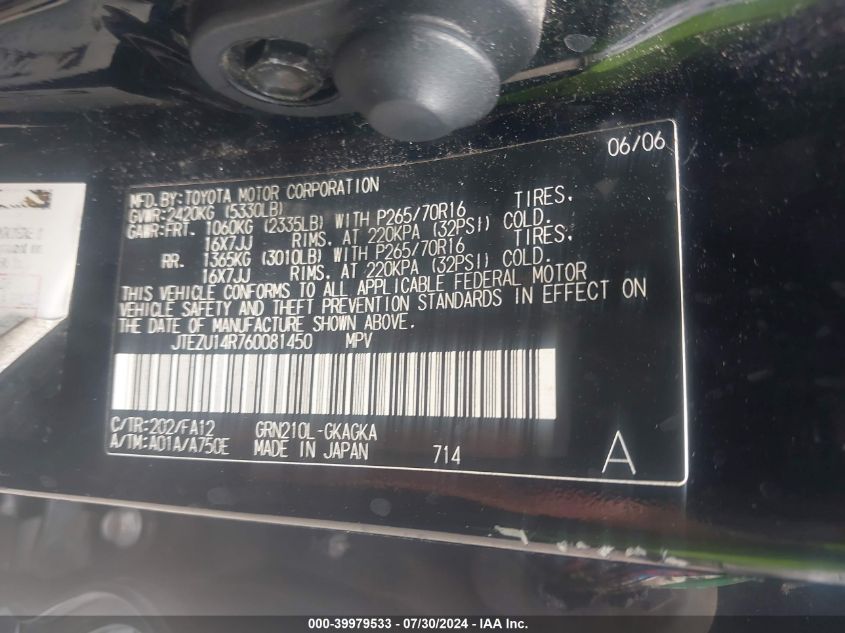 06/06
MFD.BY:TOYOTA MOTOR CORPORATION
GVWR:2420KG (5330LB)
GAWR:FRT. 1060KG (2335LB) WITH P265/70R16 TIRES,
16X7JJ RIMS, AT 220KPA (32PSI) COLD.
RR. 1365KG (3010LB) WITH P265/70R16 TIRES,
16X7JJ RIMS, AT 220KPA (32PSI) COLD.
THIS VEHICLE CONFORMS TO ALL APPLICABLE FEDERAL MOTOR
VEHICLE SAFETY AND THEFT PREVENTION STANDARDS IN EFFECT ON
THE DATE OF MANUFACTURE SHOWN ABOVE.
JTEZU14R760081450 MPV
C/TR:202/FA12 GRN210L-GKAGKA
A/TM:A01A/A750E MADE IN JAPAN 714 A
000-39979533 - 07/30/2024 - IAA Inc.